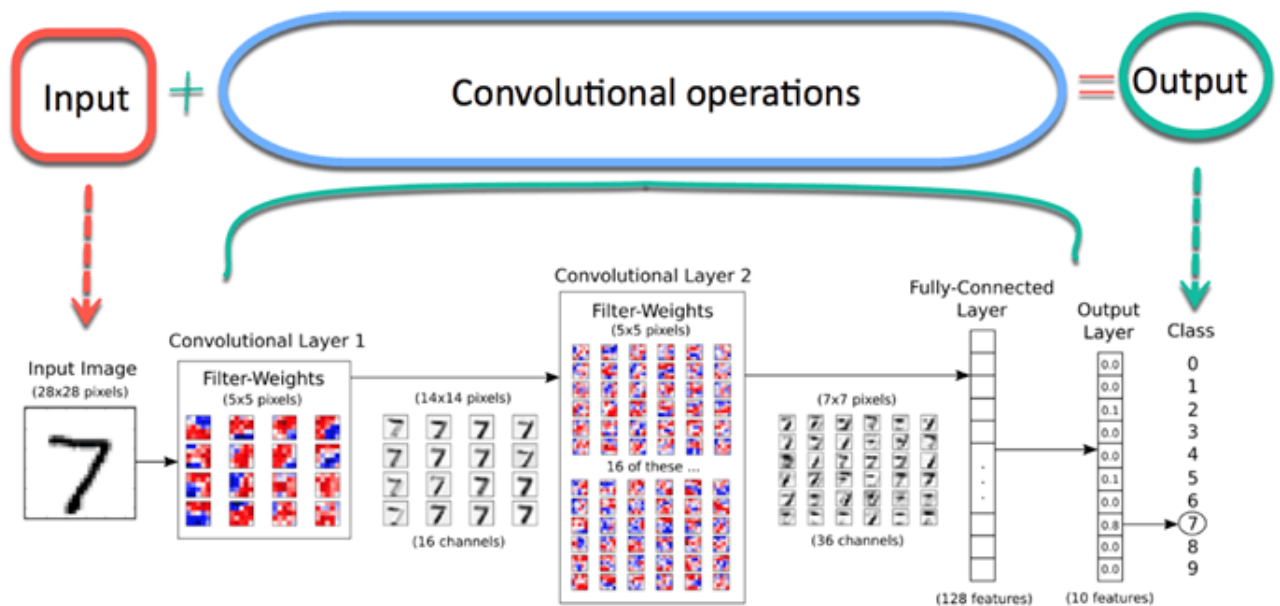 Input
+
Convolutional operations
=
Output
Input Image
(28x28 pixels)
Convolutional Layer 1
Filter-Weights
(5x5 pixels)
(14x14 pixels)
(16 channels)
Convolutional Layer 2
Filter-Weights
(5x5 pixels)
16 of these ...
(7x7 pixels)
(36 channels)
Fully-Connected
Layer
(128 features)
Output
Layer
0.0
0.0
0.1
0.0
0.0
0.1
0.0
0.8
0.0
0.0
(10 features)
Class
0
1
2
3
4
5
6
7
8
9